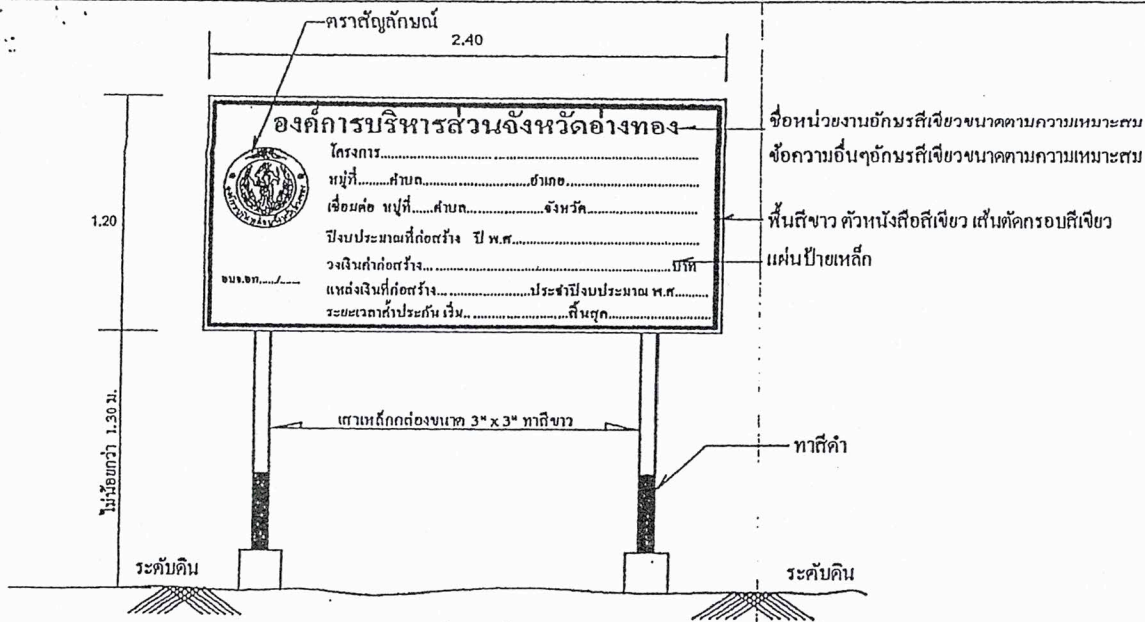 ตราสัญลักษณ์
2.40
องค์การบริหารส่วนจังหวัดอ่างทอง
โครงการ........................................................
หมู่ที่.........ตำบล........................อำเภอ..............................
เชื่อมต่อ หมู่ที่......ตำบล.................จังหวัด.........................
ปีงบประมาณที่ก่อสร้าง ปี พ.ศ........................................
วงเงินค่าก่อสร้าง.......................................................บาท
อบจ.อท...../.....
แหล่งเงินที่ก่อสร้าง.......................ประจำปีงบประมาณ พ.ศ.........
ระยะเวลาค้ำประกัน เริ่ม.........................สิ้นสุด.........................
ชื่อหน่วยงานอักษรสีเขียวขนาดตามความเหมาะสม
ข้อความอื่นๆอักษรสีเขียวขนาดตามความเหมาะสม
พื้นสีขาว ตัวหนังสือสีเขียว เส้นตัดกรอบสีเขียว
แผ่นป้ายเหล็ก
1.20
ไม่น้อยกว่า 1.30 ม.
เสาเหล็กกล่องขนาด 3" x 3" ทาสีขาว
ทาสีดำ
ระดับดิน
ระดับดิน